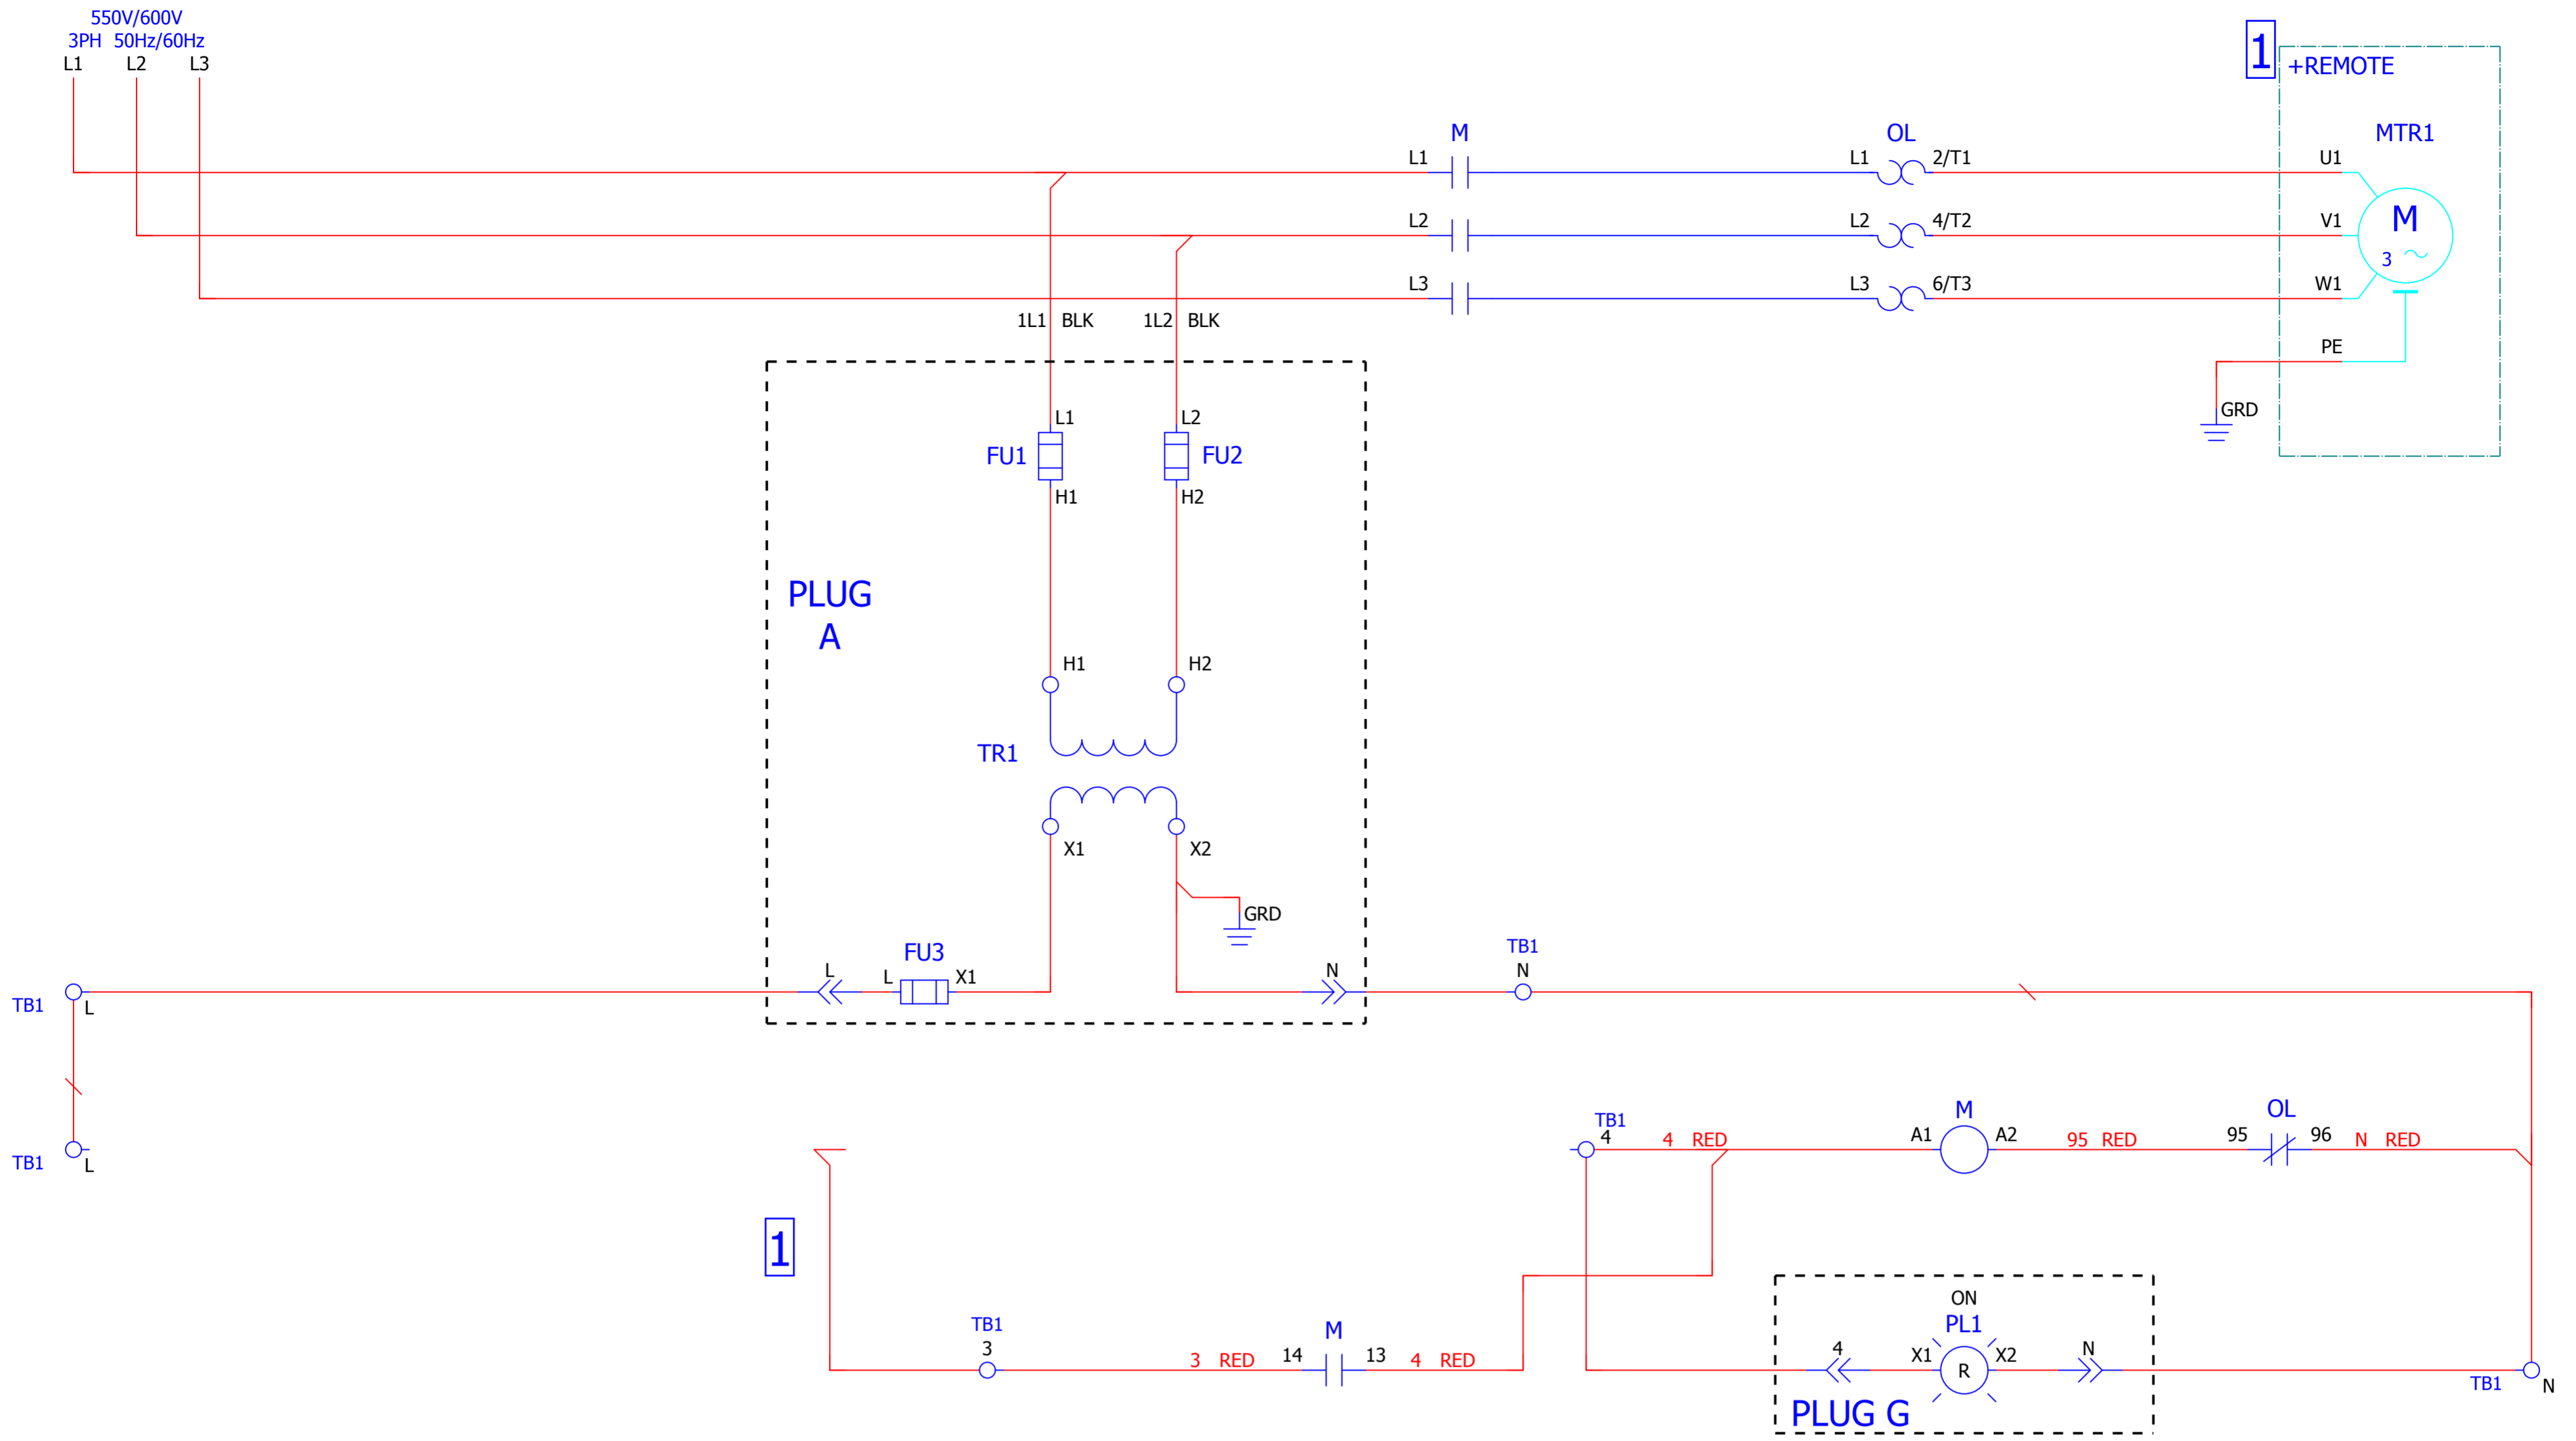 550V/600V
3PH 50Hz/60Hz
L1 L2 L3
1
+REMOTE
M OL MTR1
L1 L1 2/T1 U1
L2 L2 4/T2 V1
M
3
L3 L3 6/T3 W1
1L1 BLK 1L2 BLK
PE
GRD
L1 L2
FU1 FU2
H1 H2
PLUG
A
H1 H2
TR1
X1 X2
GRD
FU3
L L X1 N
TB1
N
TB1 L
TB1 L
TB1
4 4 RED
M
A1 A2 95 RED
OL
95 96 N RED
1
TB1
3
3 RED 14
M
13 4 RED
ON
PL1
4 X1 R X2 N
PLUG G
TB1 N